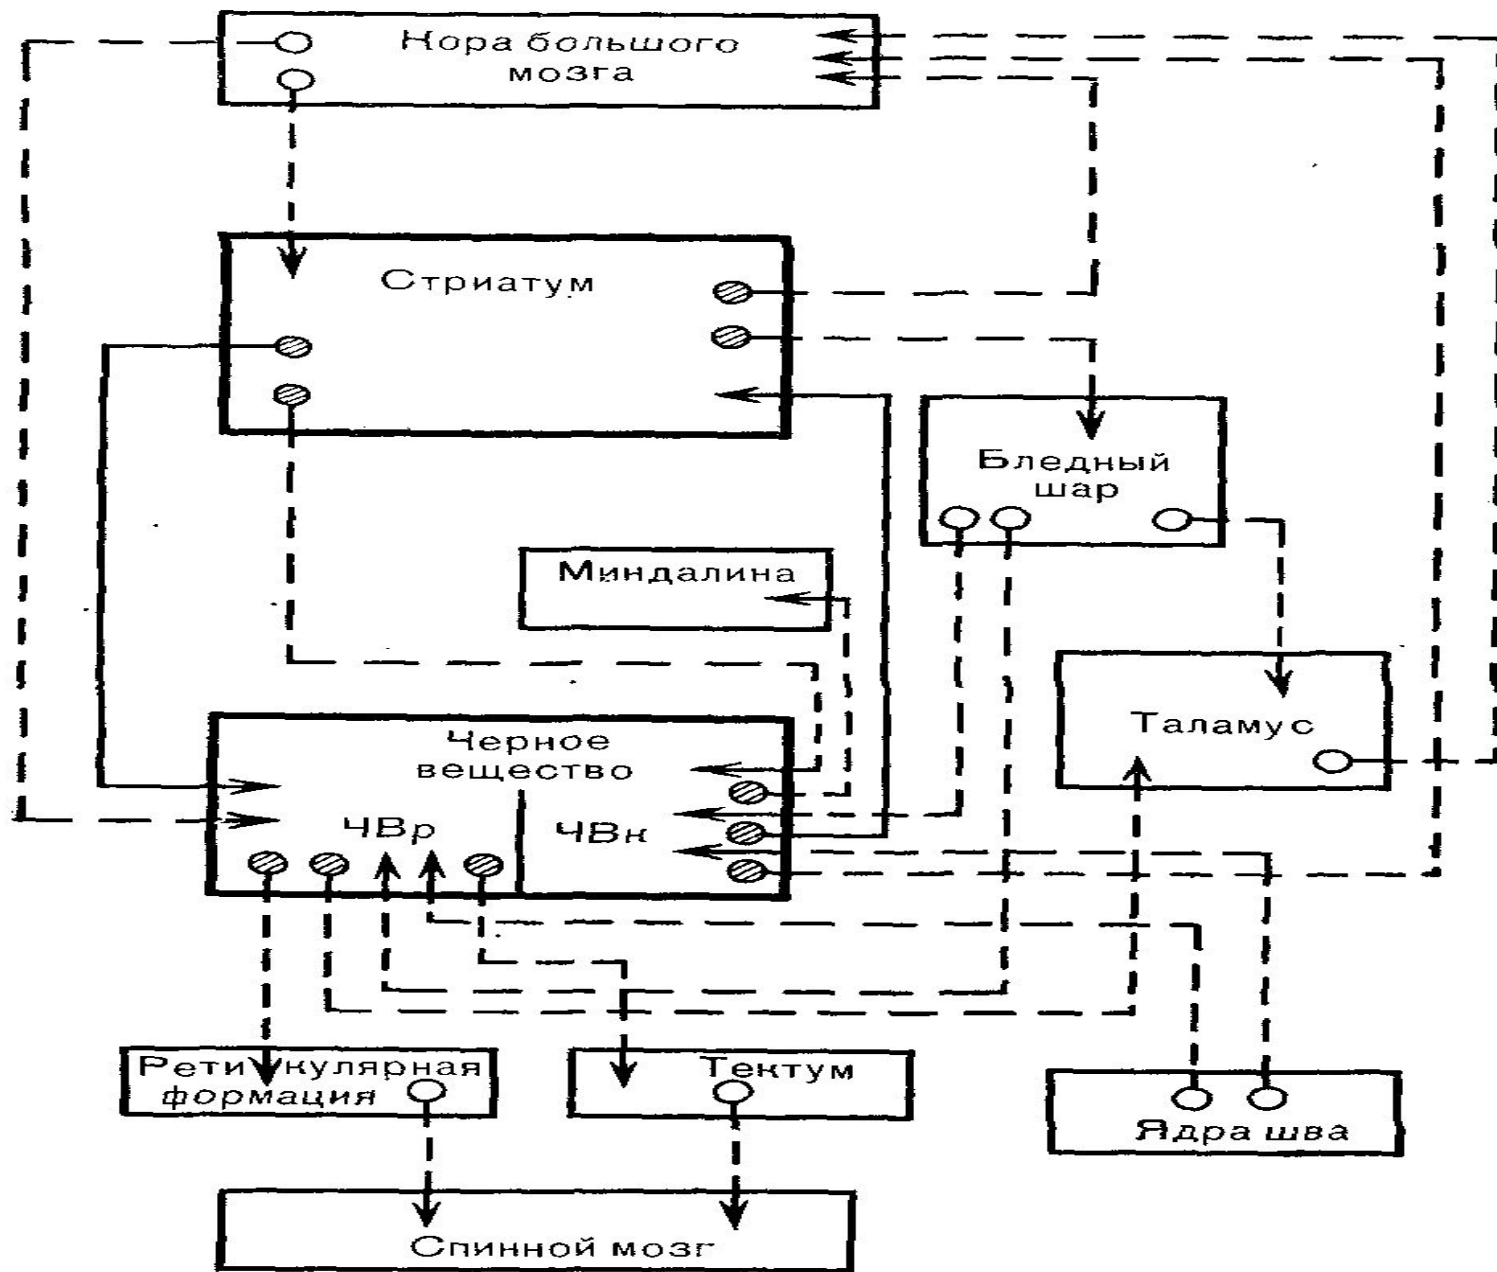 Кора большого
мозга
Стриатум
Бледный
шар
Миндалина
Таламус
Черное
вещество
ЧВр
ЧВк
Ретикулярная
формация
Тектум
Ядра шва
Спинной мозг